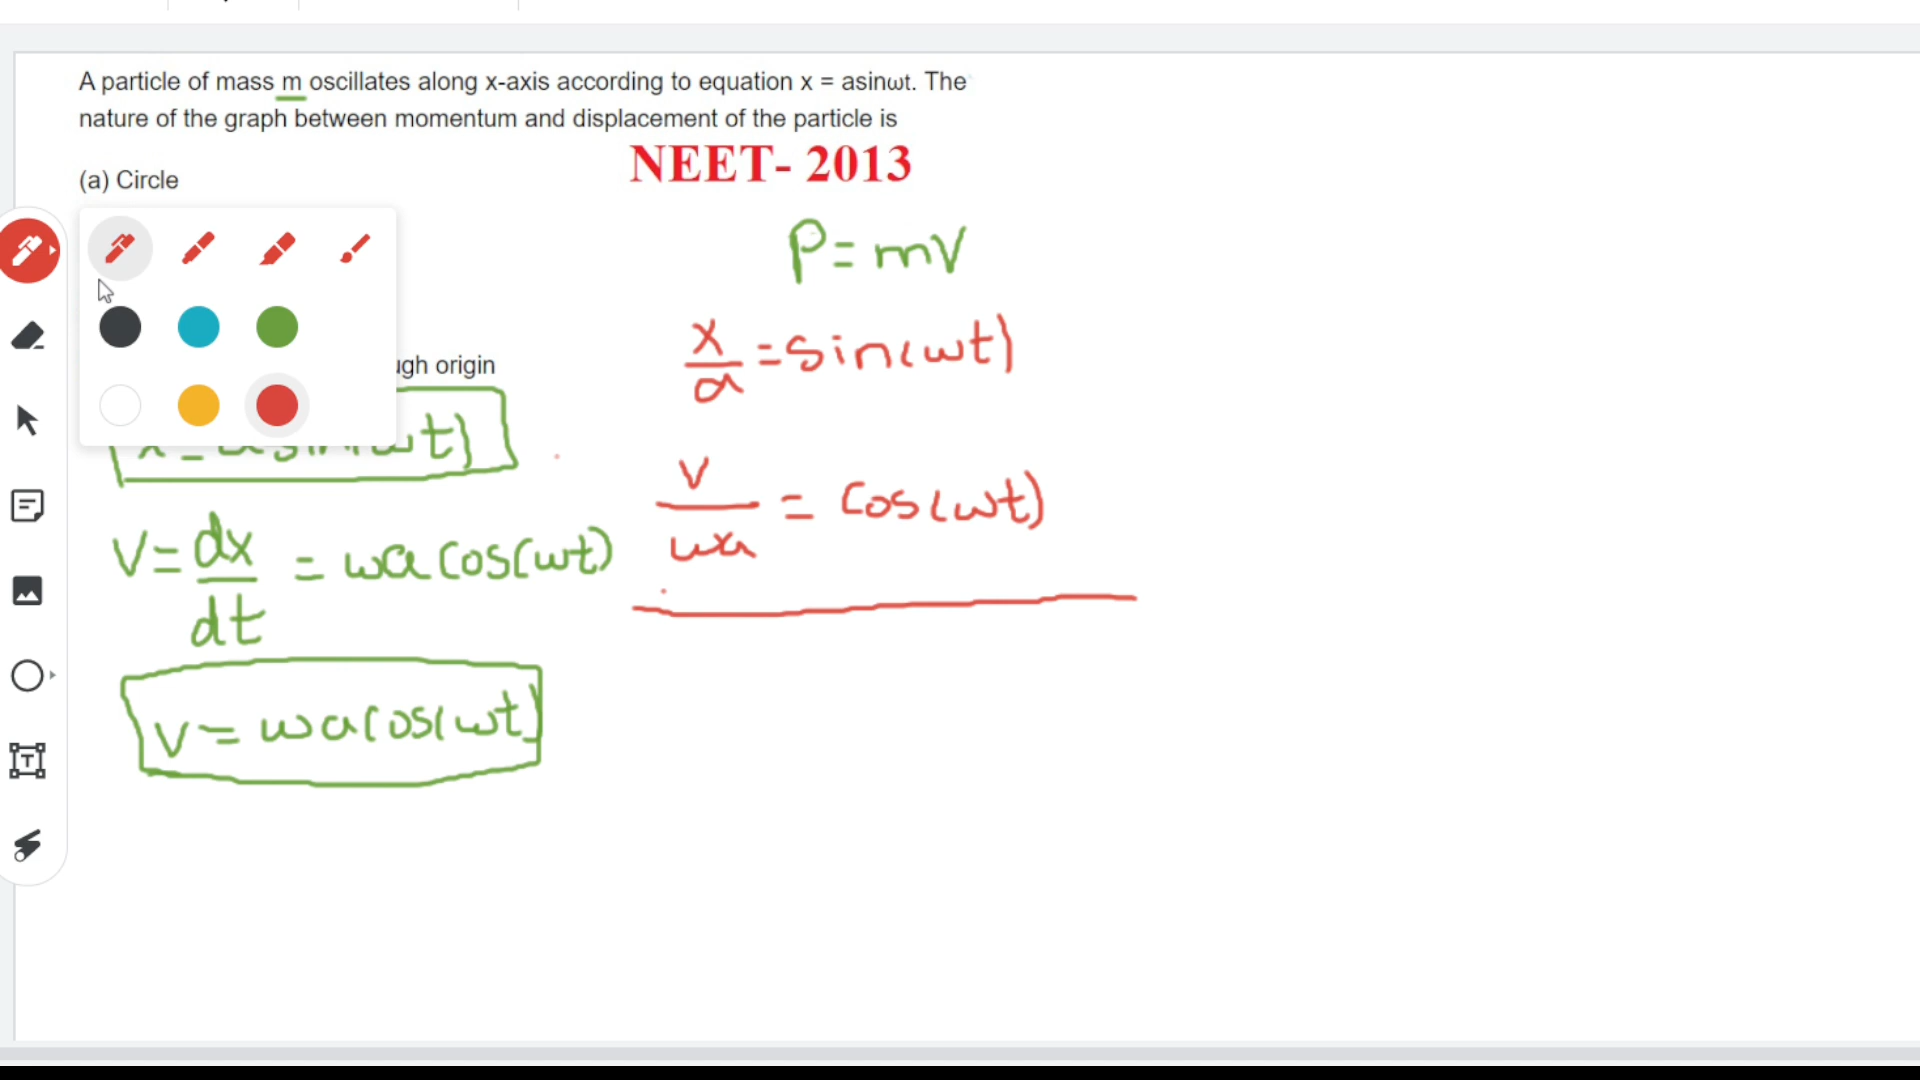 A particle of mass m oscillates along x-axis according to equation x = asinωt. The
nature of the graph between momentum and displacement of the particle is
NEET- 2013
(a) Circle
P = mv
x/a = sin(ωt)
origin
x = a sin(ωt)
v/ωa = cos(ωt)
v = dx/dt = ωa cos(ωt)
v = ωa cos(ωt)